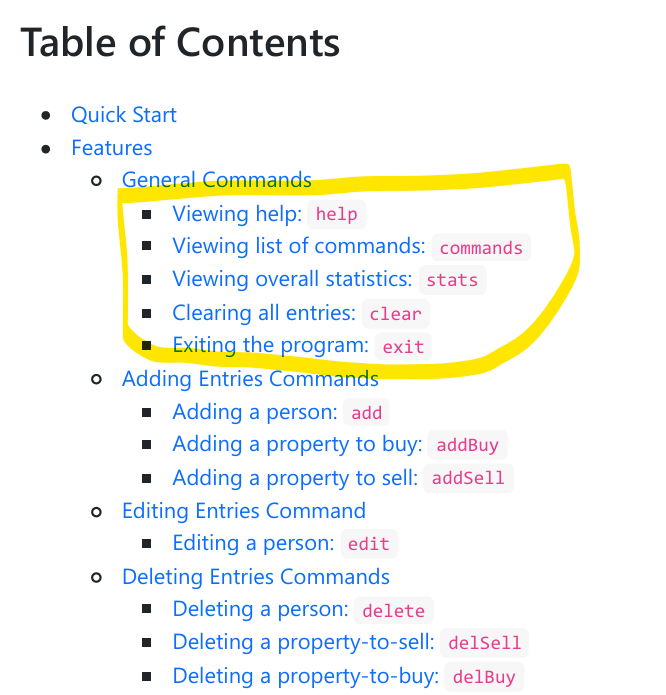 Table of Contents
Quick Start
Features
General Commands
Viewing help: help
Viewing list of commands: commands
Viewing overall statistics: stats
Clearing all entries: clear
Exiting the program: exit
Adding Entries Commands
Adding a person: add
Adding a property to buy: addBuy
Adding a property to sell: addSell
Editing Entries Command
Editing a person: edit
Deleting Entries Commands
Deleting a person: delete
Deleting a property-to-sell: delSell
Deleting a property-to-buy: delBuy